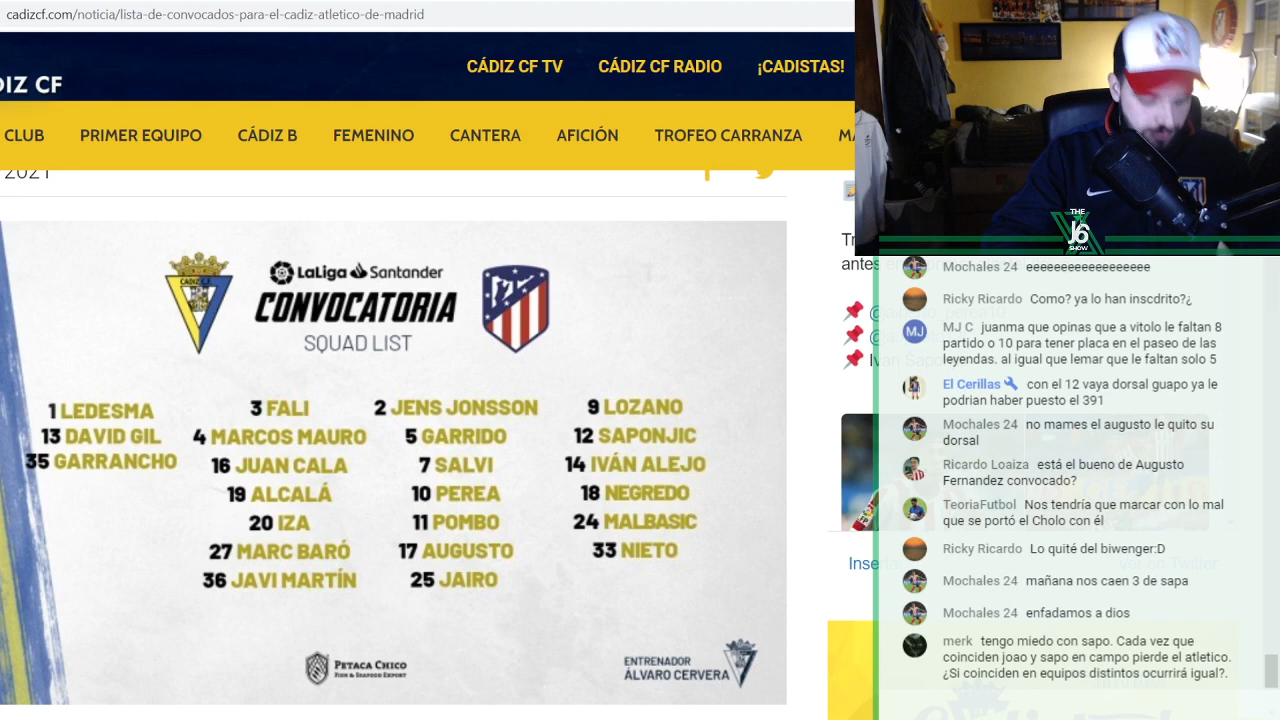 cadizcf.com/noticia/lista-de-convocados-para-el-cadiz-atletico-de-madrid
DIZ CF
CÁDIZ CF TV
CÁDIZ CF RADIO
¡CADISTAS!
CLUB
PRIMER EQUIPO
CÁDIZ B
FEMENINO
CANTERA
AFICIÓN
TROFEO CARRANZA
2021
CADIZ C.F.
LaLiga Santander
CONVOCATORIA
SQUAD LIST
1 LEDESMA
13 DAVID GIL
35 GARRANCHO
3 FALI
4 MARCOS MAURO
16 JUAN CALA
19 ALCALÁ
20 IZA
27 MARC BARÓ
36 JAVI MARTÍN
2 JENS JONSSON
5 GARRIDO
7 SALVI
10 PEREA
11 POMBO
17 AUGUSTO
25 JAIRO
9 LOZANO
12 SAPONJIC
14 IVÁN ALEJO
18 NEGREDO
24 MALBASIC
33 NIETO
PETACA CHICO
FISH & SEAFOOD EXPORT
ENTRENADOR
ÁLVARO CERVERA
THE
J6
SHOW
antes
Mochales 24 eeeeeeeeeeeeeeeeee
Ricky Ricardo Como? ya lo han inscdrito?¿
MJ
MJ C juanma que opinas que a vitolo le faltan 8
partido o 10 para tener placa en el paseo de las
leyendas. al igual que lemar que le faltan solo 5
El Cerillas con el 12 vaya dorsal guapo ya le
podrian haber puesto el 391
Mochales 24 no mames el augusto le quito su
dorsal
Ricardo Loaiza está el bueno de Augusto
Fernandez convocado?
TeoriaFutbol Nos tendría que marcar con lo mal
que se portó el Cholo con él
Ricky Ricardo Lo quité del biwenger:D
Mochales 24 mañana nos caen 3 de sapa
Mochales 24 enfadamos a dios
merk tengo miedo con sapo. Cada vez que
coinciden joao y sapo en campo pierde el atletico.
¿Si coinciden en equipos distintos ocurrirá igual?.